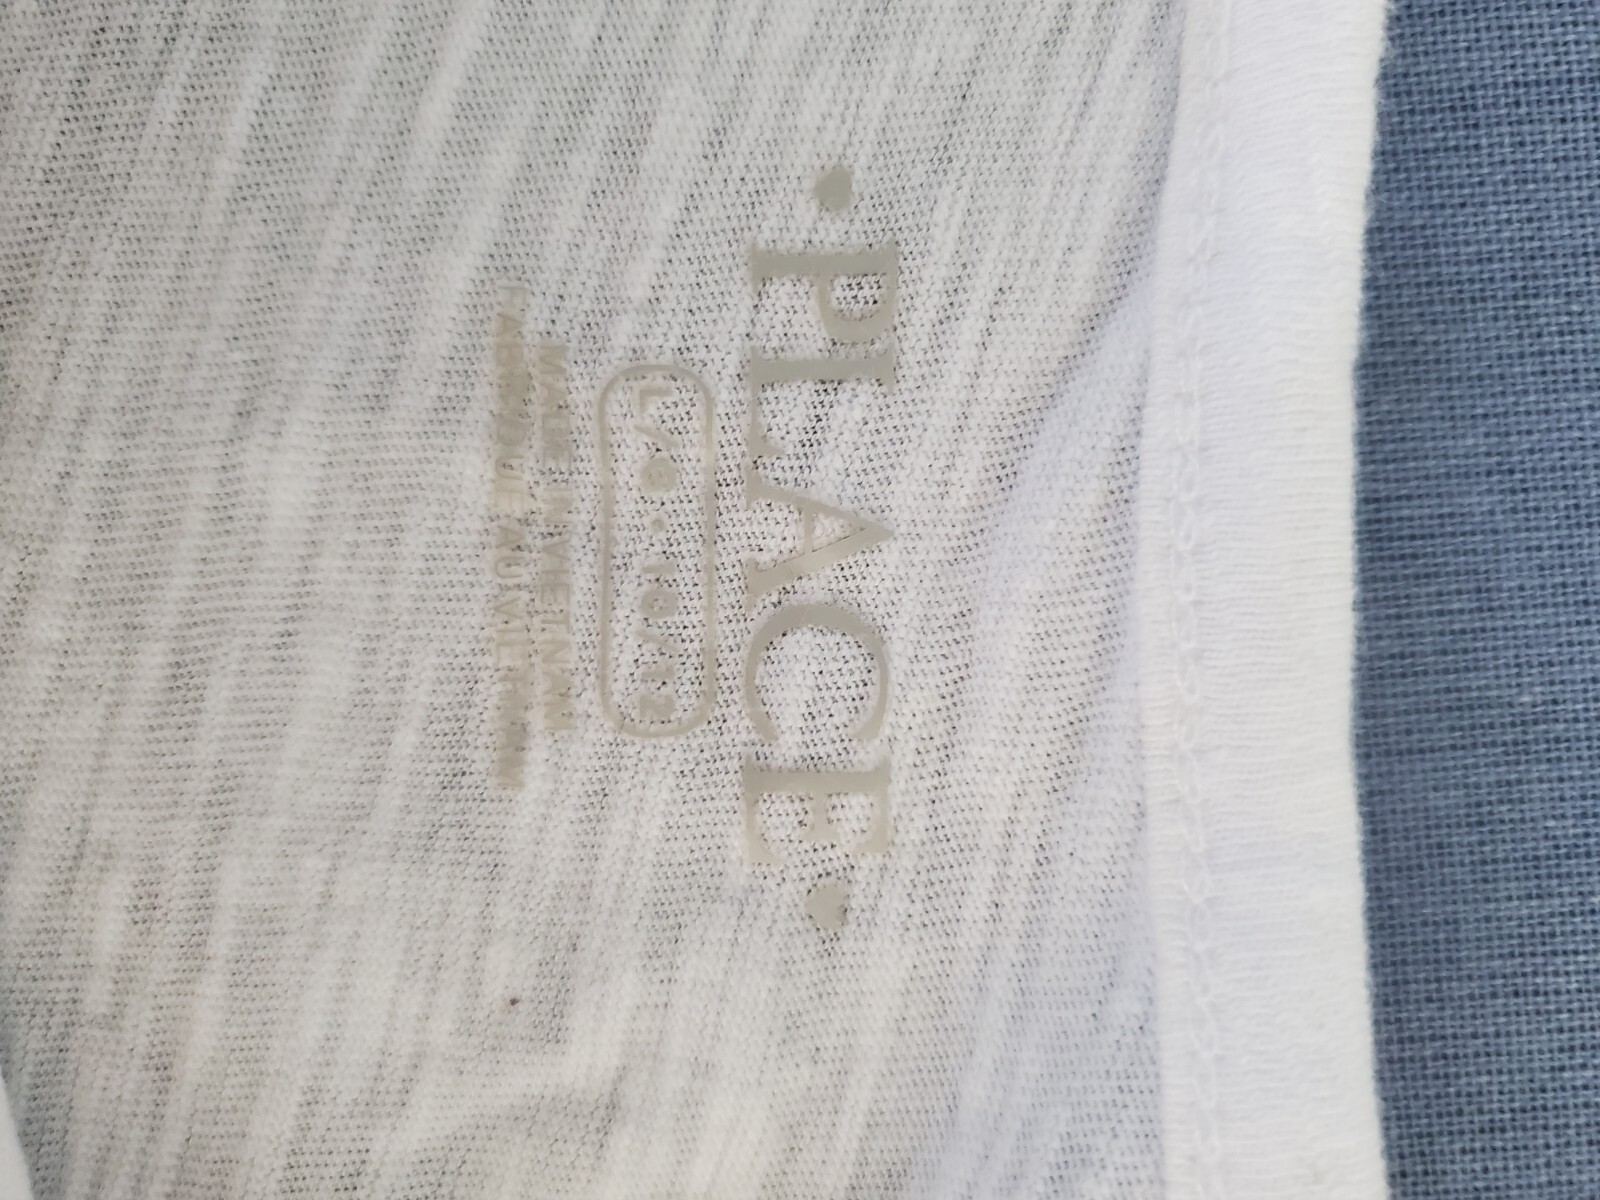 PLACE
L/G•10/12
MADE IN VIETNAM
FABRIQUÉ AU VIETNAM